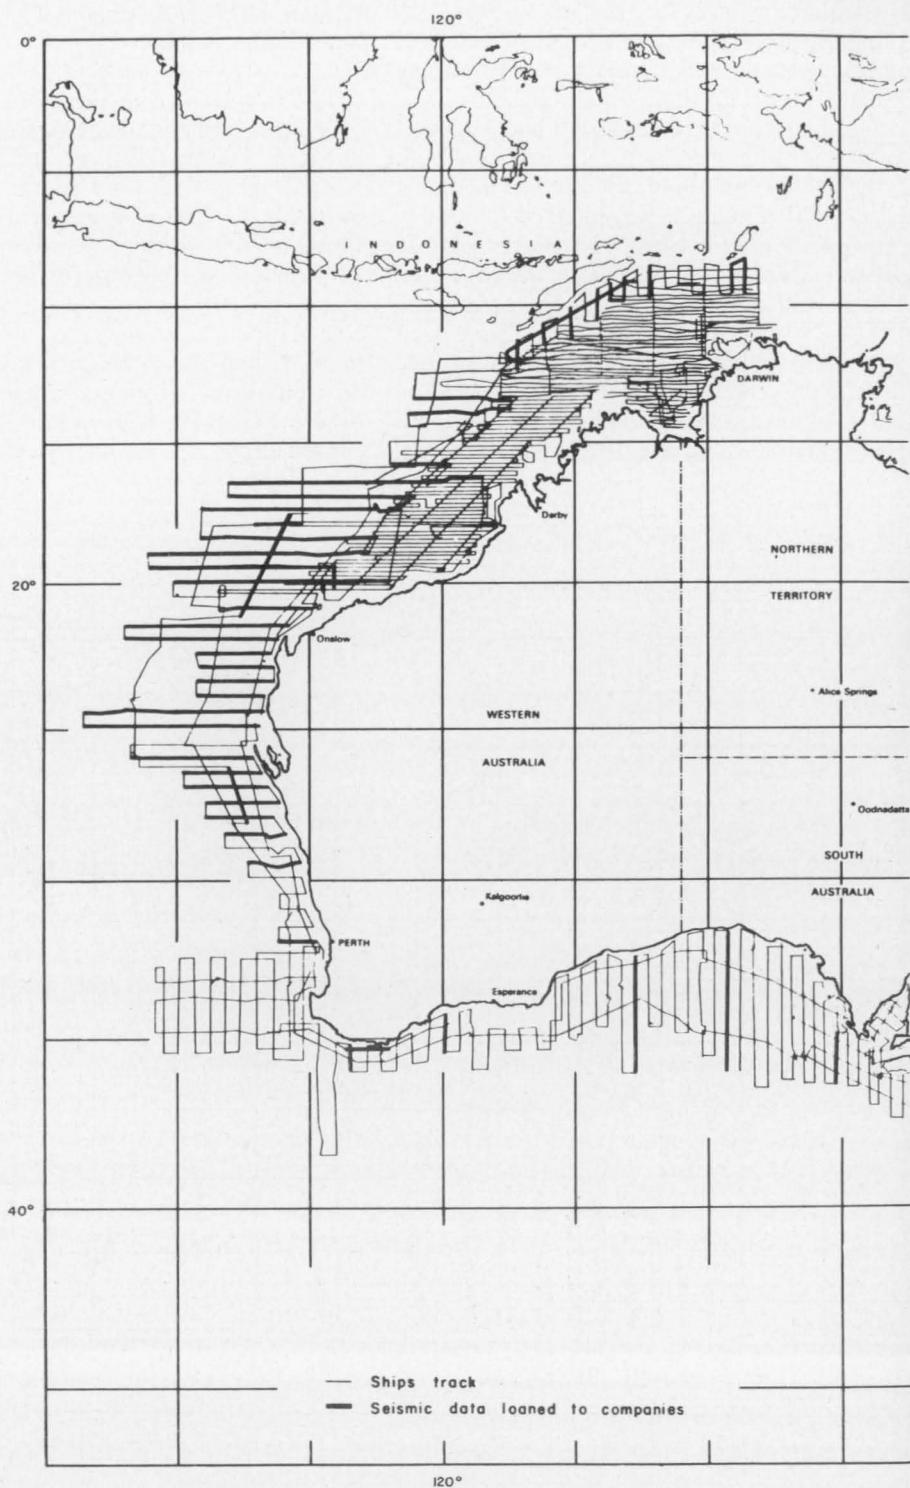 120°
0°
INDONESIA
DARWIN
Darby
NORTHERN
20°
TERRITORY
Onslow
Alice Springs
WESTERN
AUSTRALIA
Oodnadatta
SOUTH
Kalgoorlie
AUSTRALIA
PERTH
Esperance
40°
Ships track
Seismic data loaned to companies
120°